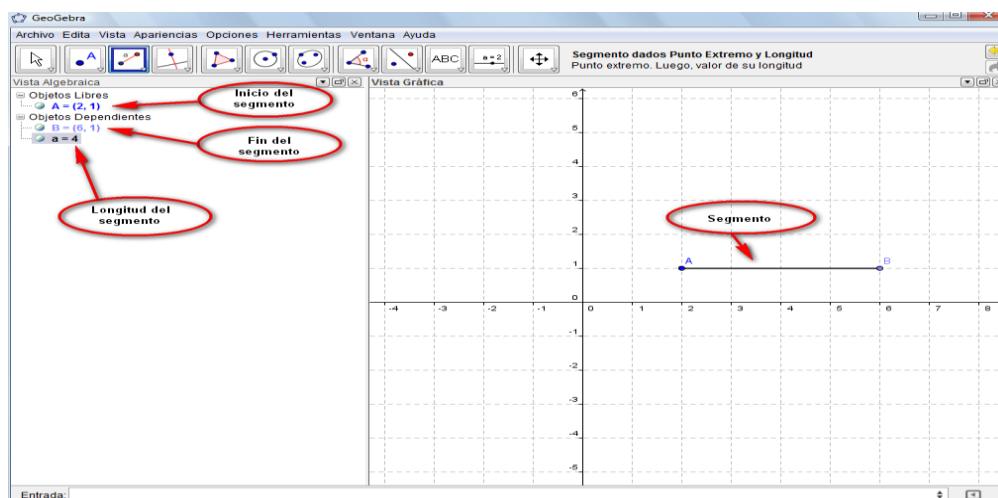 GeoGebra
Archivo Edita Vista Apariencias Opciones Herramientas Ventana Ayuda
A
ABC
a=2
Segmento dados Punto Extremo y Longitud
Punto extremo. Luego, valor de su longitud
Vista Algebraica
Vista Gráfica
Objetos Libres
A = (2, 1)
Objetos Dependientes
B = (6, 1)
a = 4
Inicio del
segmento
Fin del
segmento
Longitud del
segmento
Segmento
A
B
6
5
4
3
2
1
0
-1
-2
-3
-4
-5
-4 -3 -2 -1 0 1 2 3 4 5 6 7 8
Entrada: